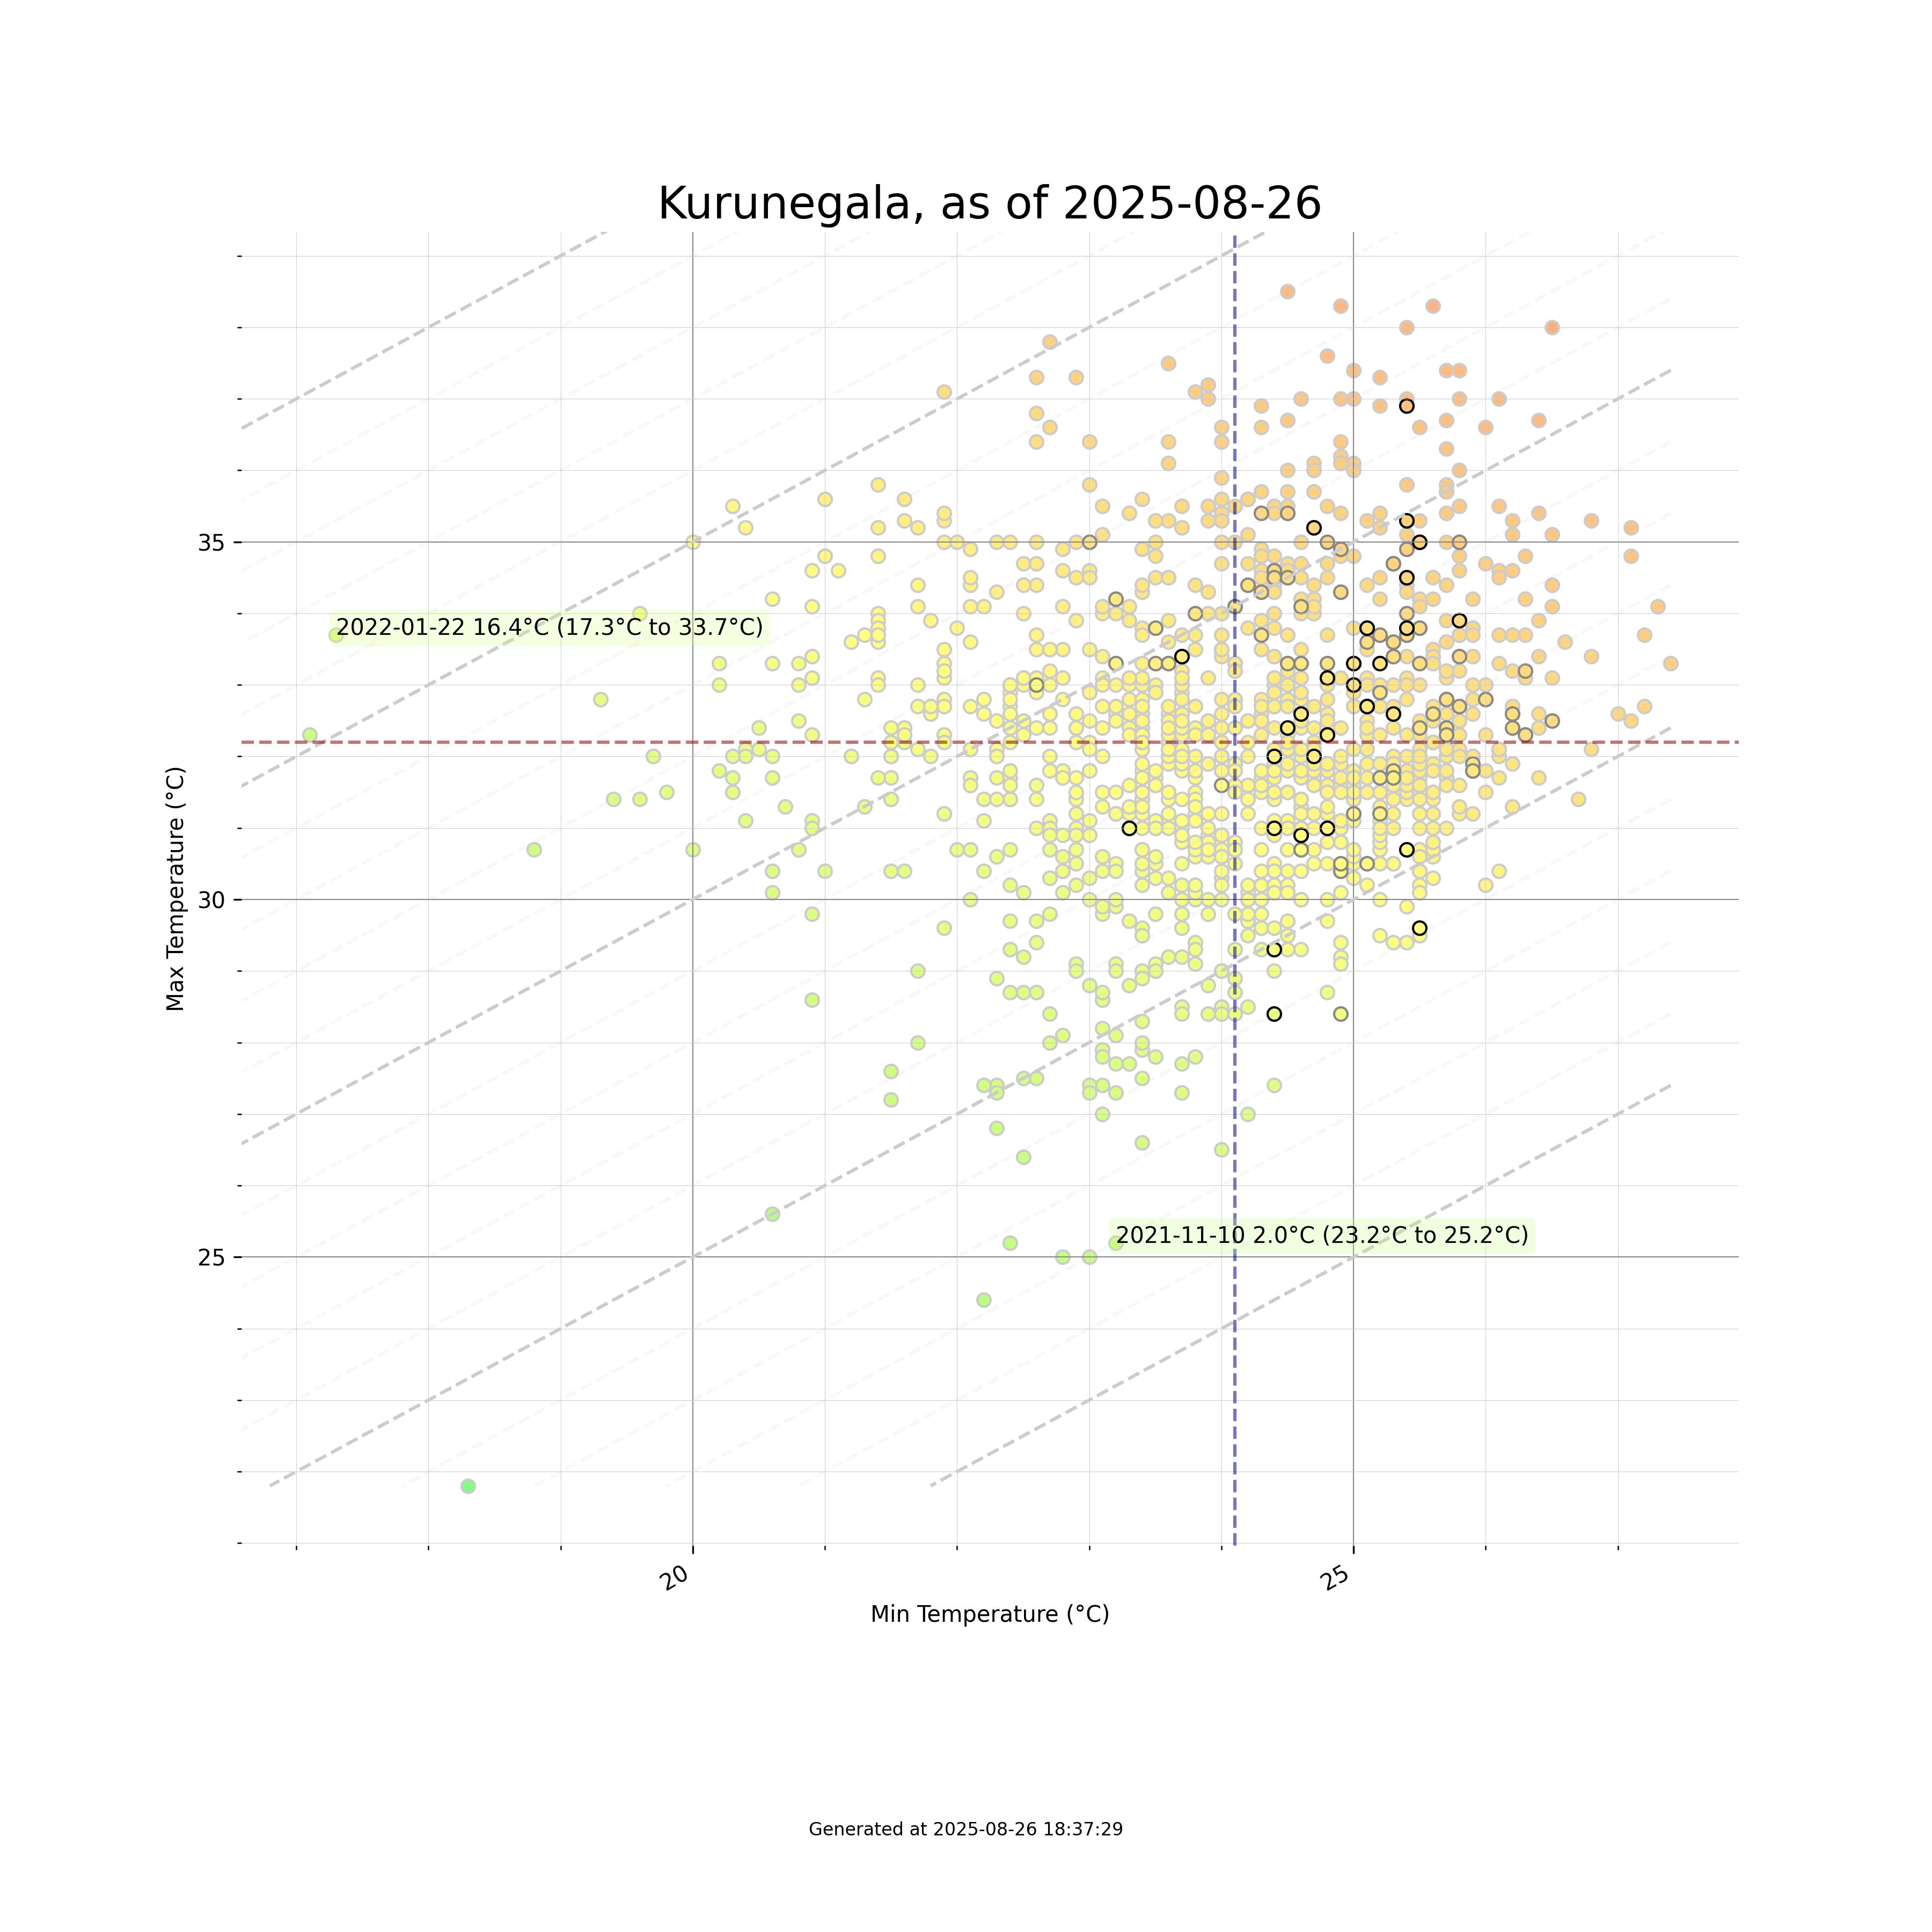 Kurunegala, as of 2025-08-26
35
2022-01-22 16.4°C (17.3°C to 33.7°C)
Max Temperature (°C)
30
2021-11-10 2.0°C (23.2°C to 25.2°C)
25
20
25
Min Temperature (°C)
Generated at 2025-08-26 18:37:29